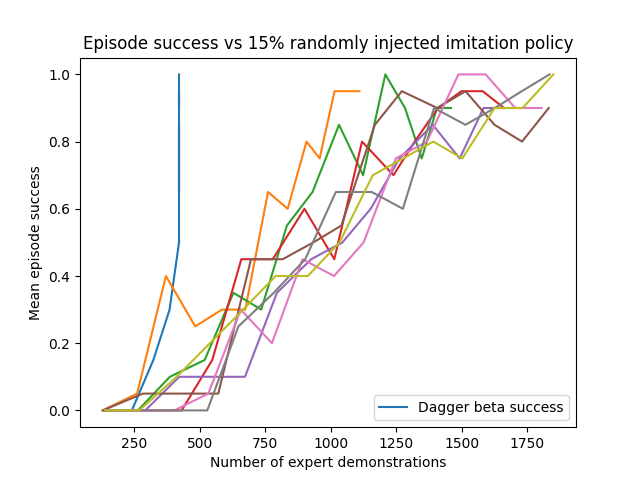 Episode success vs 15% randomly injected imitation policy
Mean episode success
1.0
0.8
0.6
0.4
0.2
0.0
Dagger beta success
250 500 750 1000 1250 1500 1750
Number of expert demonstrations